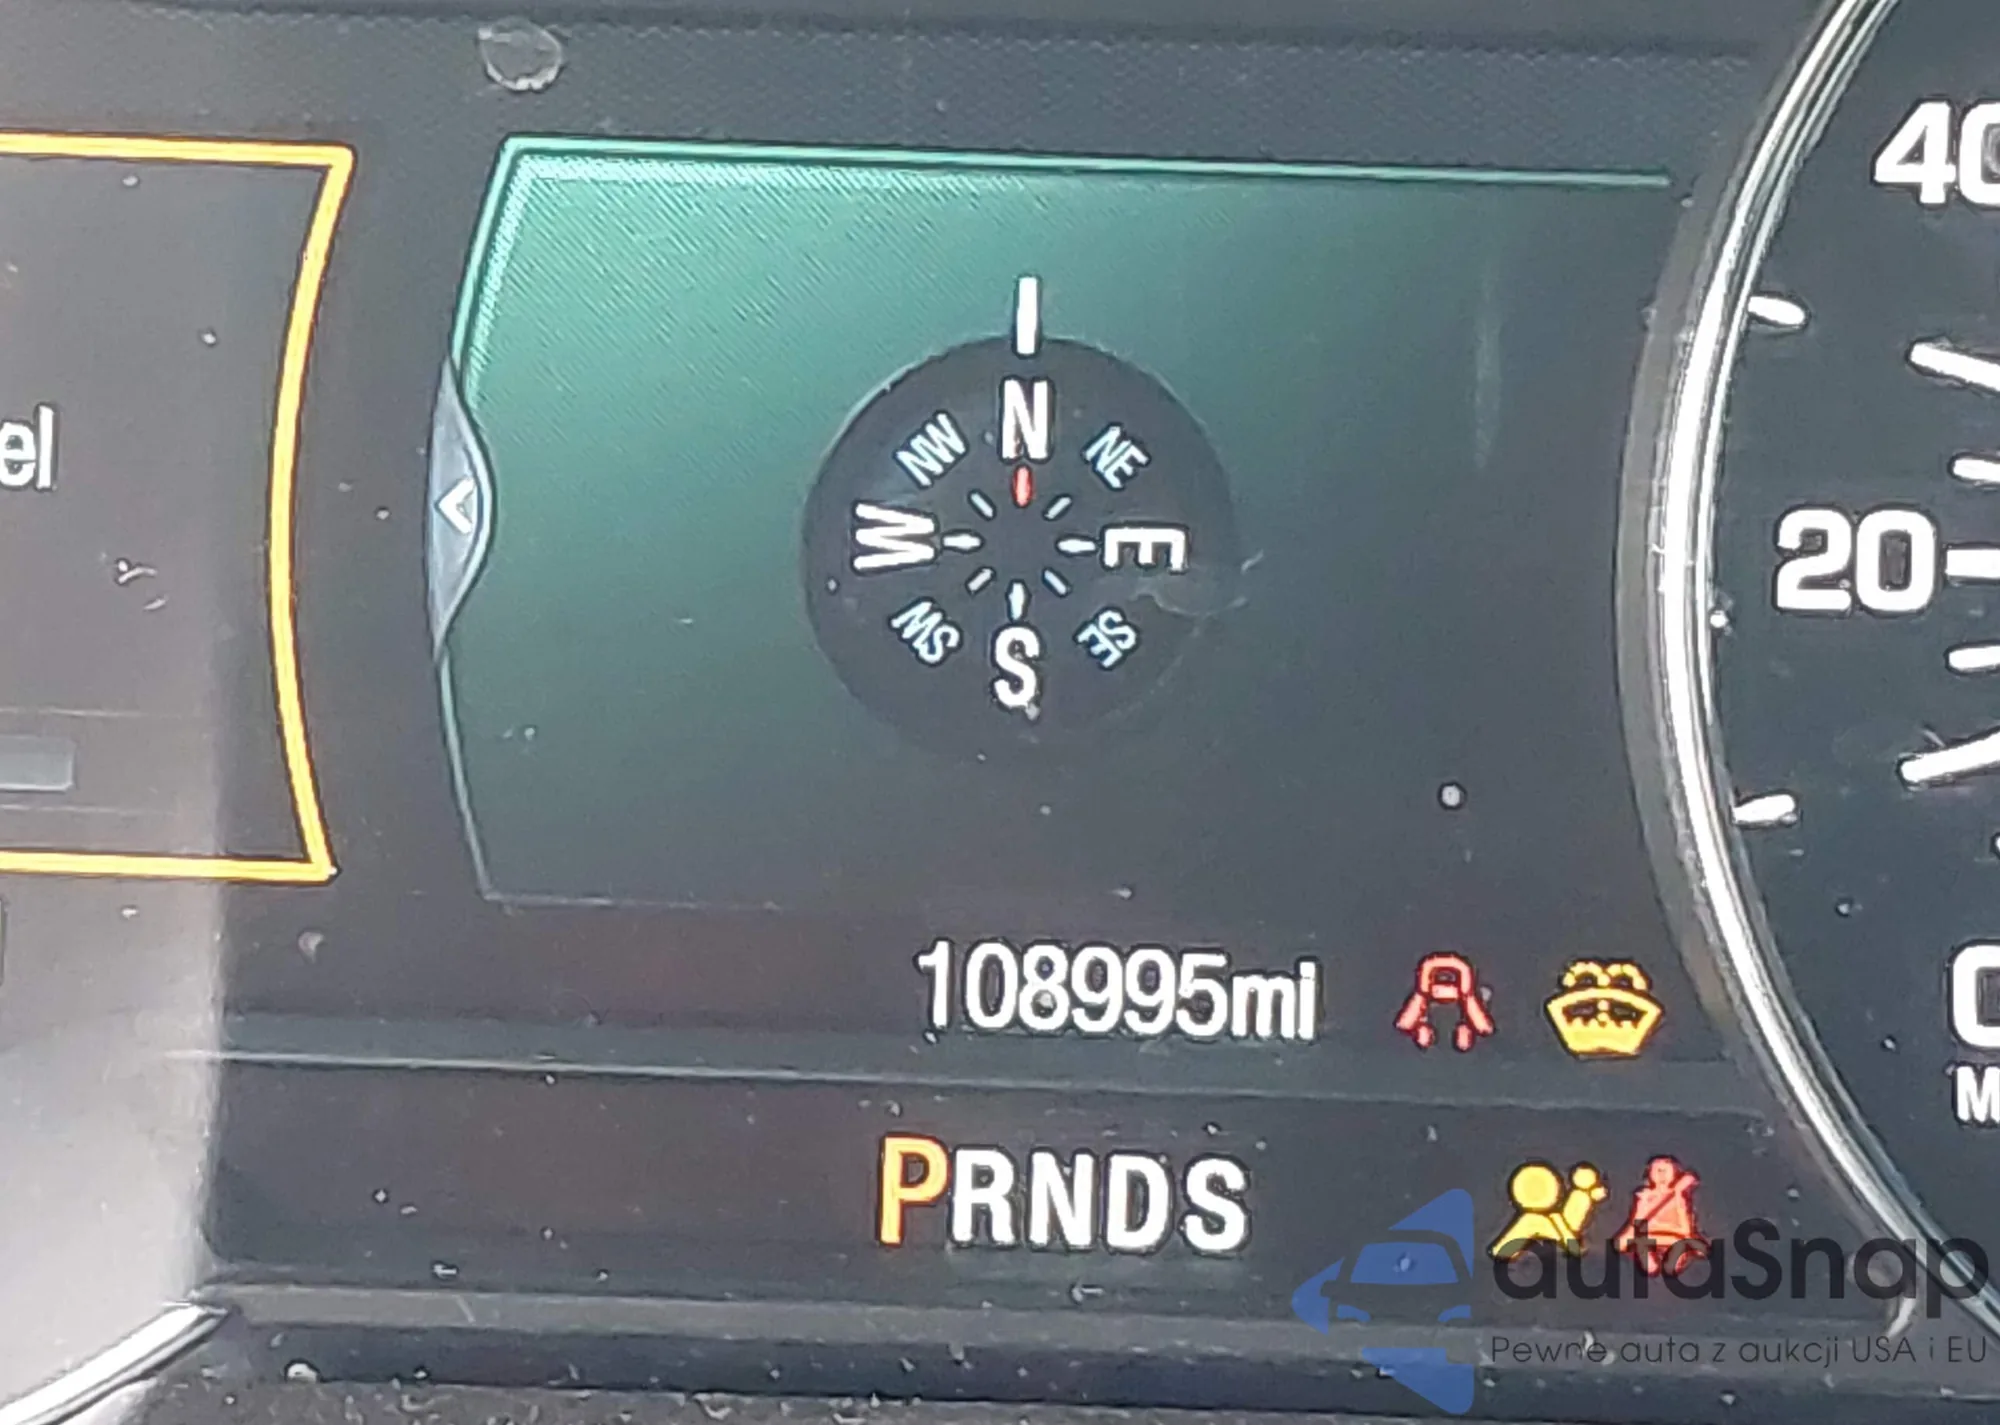 40
N
NW NE
el
W E
20
SW SE
S
108995mi
PRNDS
autaSnap
Pewne auta z aukcji USA i EU